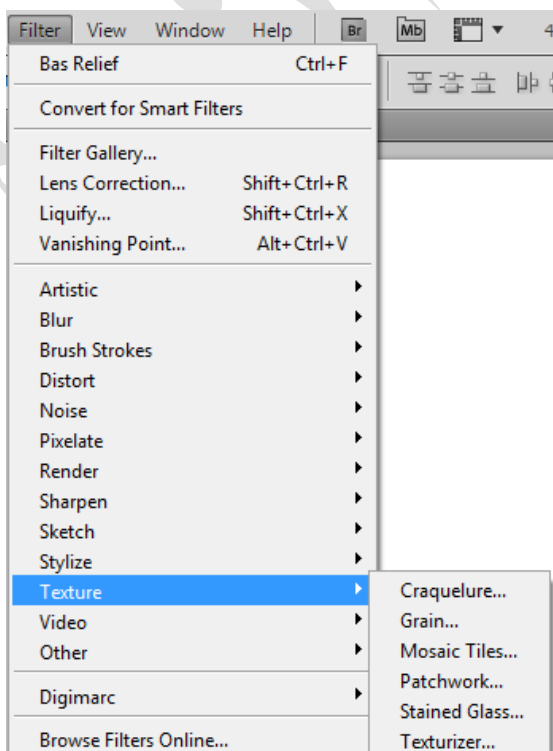 Filter View Window Help Br Mb 4
Bas Relief Ctrl+F
Convert for Smart Filters
Filter Gallery...
Lens Correction... Shift+Ctrl+R
Liquify... Shift+Ctrl+X
Vanishing Point... Alt+Ctrl+V
Artistic
Blur
Brush Strokes
Distort
Noise
Pixelate
Render
Sharpen
Sketch
Stylize
Texture
Craquelure...
Video
Grain...
Other
Mosaic Tiles...
Digimarc
Patchwork...
Stained Glass...
Browse Filters Online...
Texturizer...